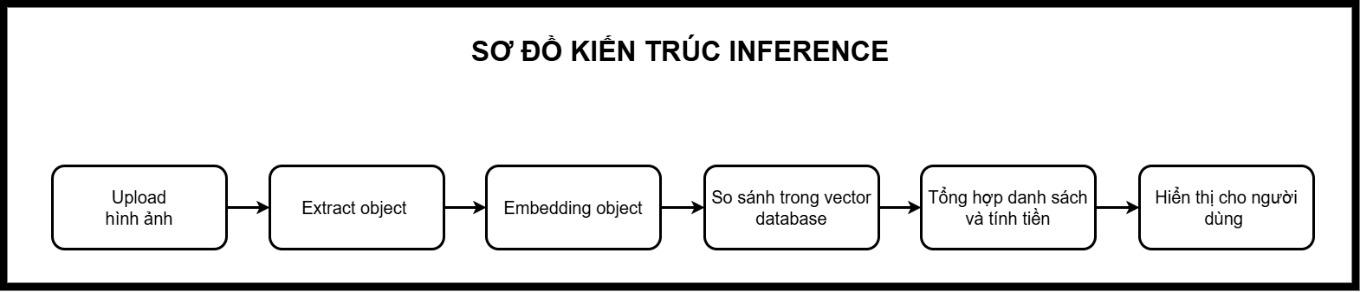 SƠ ĐỒ KIẾN TRÚC INFERENCE
Upload
hình ảnh
Extract object
Embedding object
So sánh trong vector
database
Tổng hợp danh sách
và tính tiền
Hiển thị cho người
dùng